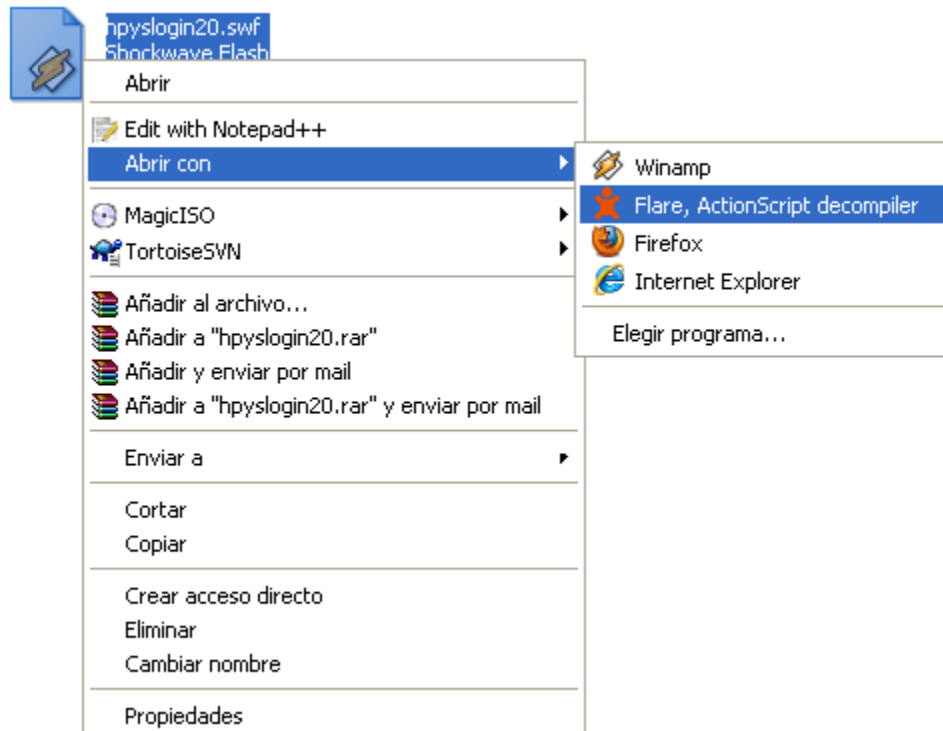 hpyslogin20.swf
Shockwave Flash
Abrir
Edit with Notepad++
Abrir con
MagicISO
TortoiseSVN
Añadir al archivo...
Añadir a "hpyslogin20.rar"
Añadir y enviar por mail
Añadir a "hpyslogin20.rar" y enviar por mail
Enviar a
Cortar
Copiar
Crear acceso directo
Eliminar
Cambiar nombre
Propiedades
Winamp
Flare, ActionScript decompiler
Firefox
Internet Explorer
Elegir programa...